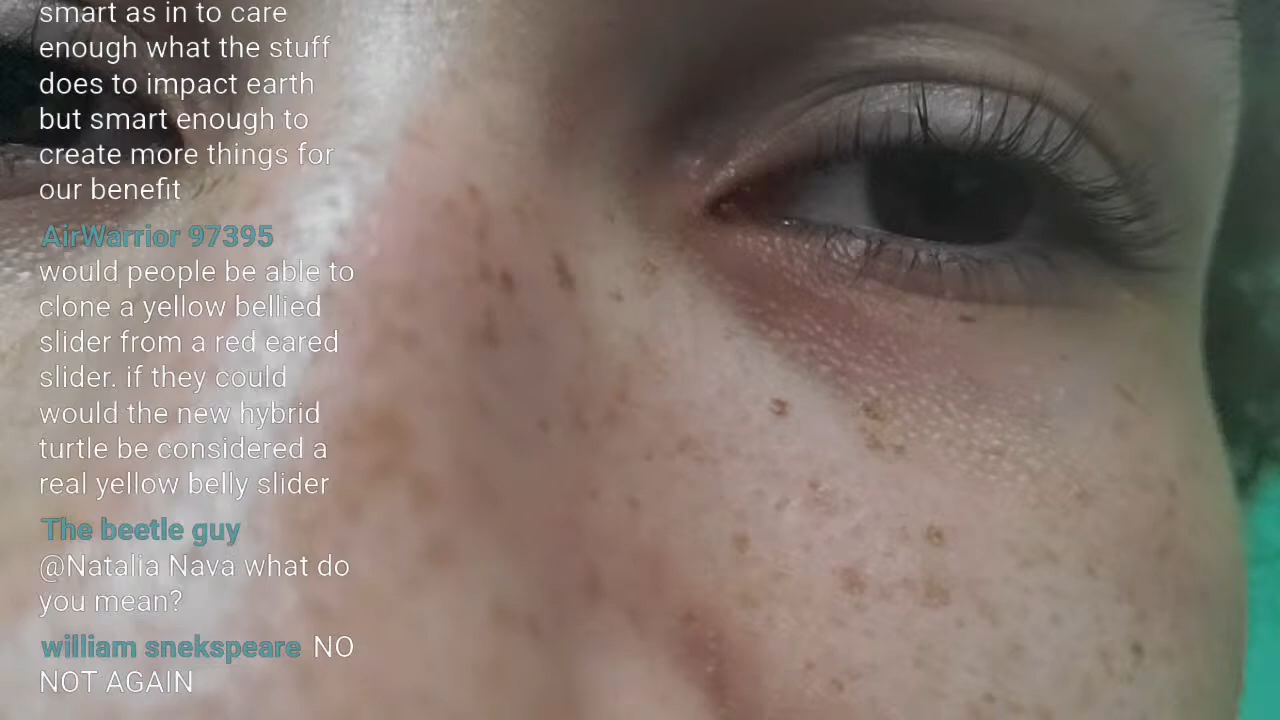 smart as in to care
enough what the stuff
does to impact earth
but smart enough to
create more things for
our benefit
AirWarrior 97395
would people be able to
clone a yellow bellied
slider from a red eared
slider. if they could
would the new hybrid
turtle be considered a
real yellow belly slider
The beetle guy
@Natalia Nava what do
you mean?
william snekspeare NO
NOT AGAIN